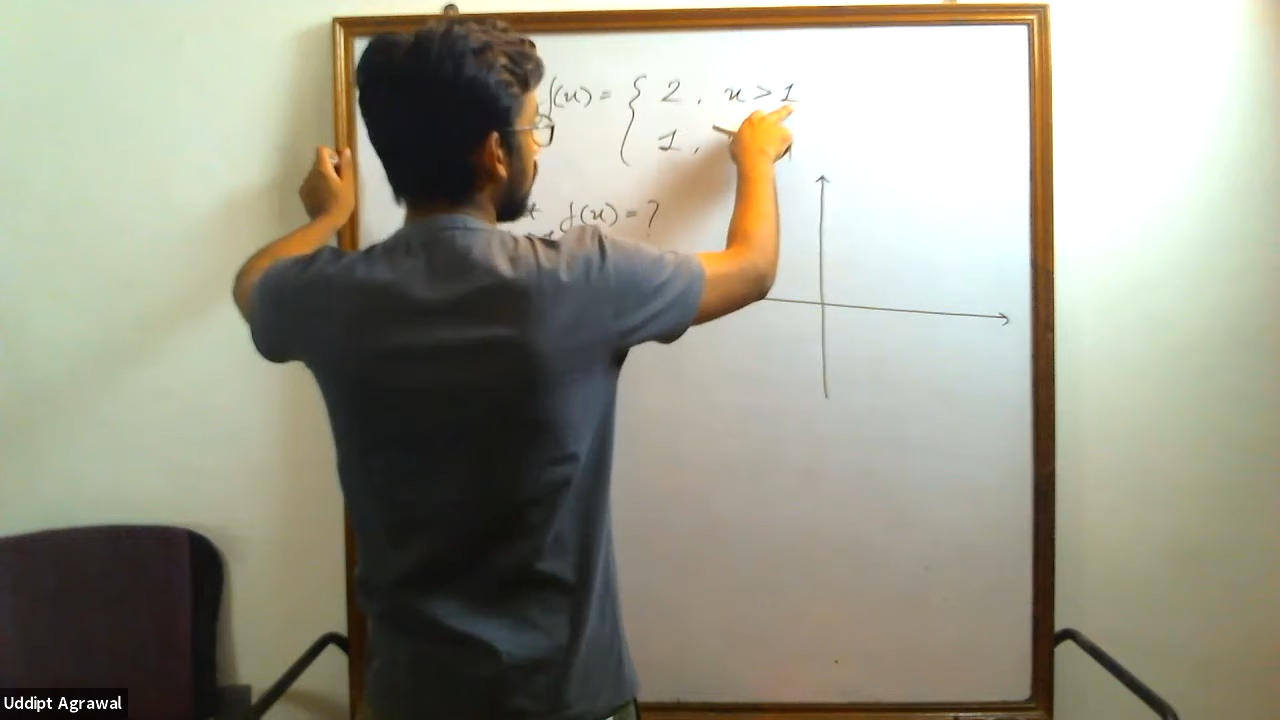 f(x) = { 2 , x > 1
1 ,
f(x) = ?
Uddipt Agrawal